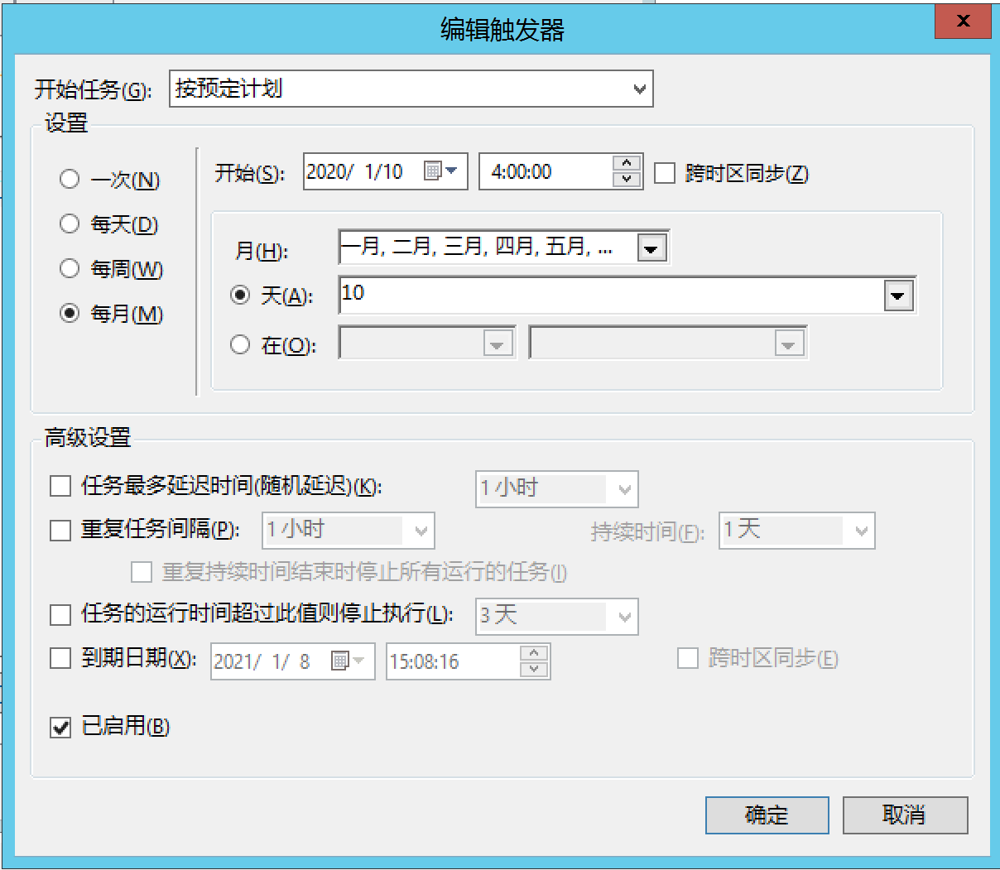 编辑触发器
x
开始任务(G): 按预定计划
设置
一次(N)
每天(D)
每周(W)
每月(M)
开始(S): 2020/ 1/10 4:00:00 跨时区同步(Z)
月(H): 一月, 二月, 三月, 四月, 五月, ...
天(A): 10
在(O):
高级设置
任务最多延迟时间(随机延迟)(K): 1 小时
重复任务间隔(P): 1 小时 持续时间(F): 1 天
重复持续时间结束时停止所有运行的任务(I)
任务的运行时间超过此值则停止执行(L): 3 天
到期日期(X): 2021/ 1/ 8 15:08:16 跨时区同步(E)
已启用(B)
确定 取消